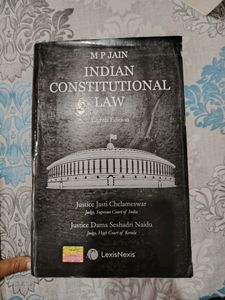 M P JAIN
INDIAN
CONSTITUTIONAL
LAW
Eighth Edition
Justice Jasti Chelameswar
Judge, Supreme Court of India
Justice Dama Seshadri Naidu
Judge, High Court of Kerala
LexisNexis